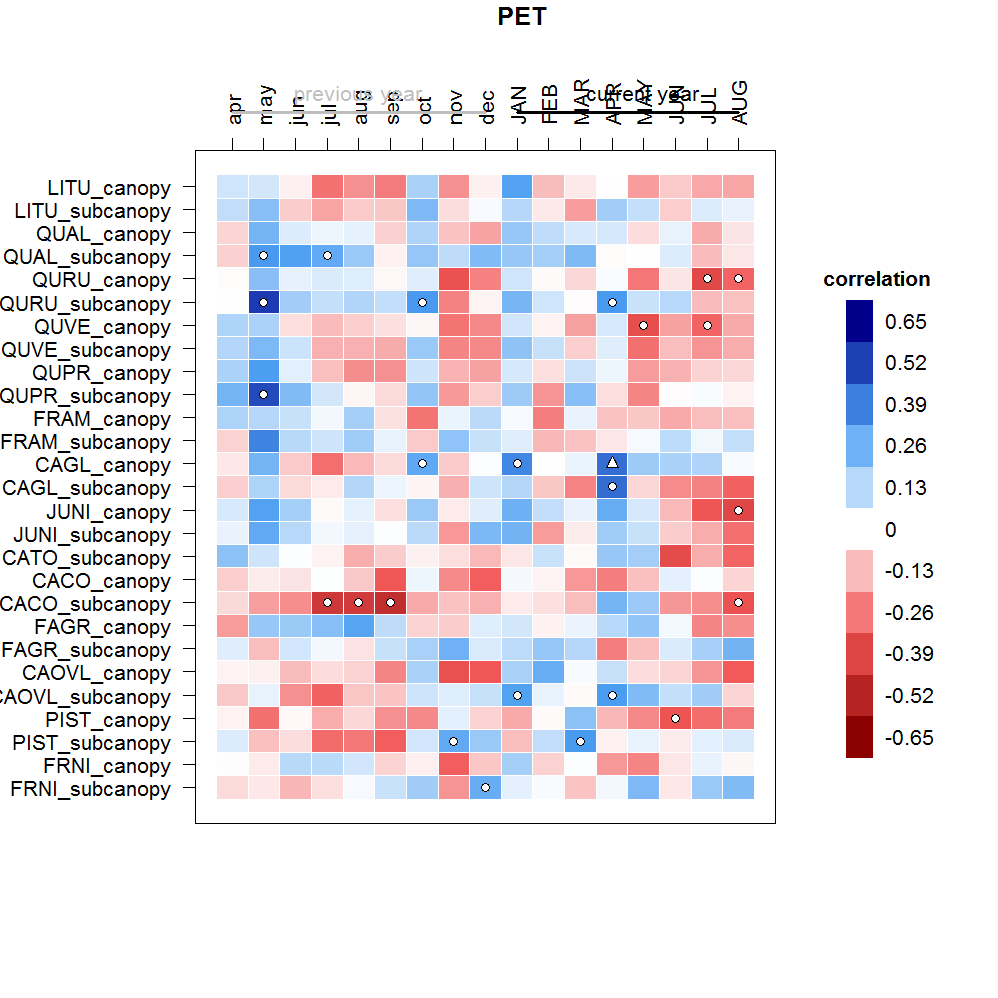 PET
previous year current year
apr may jun jul aug sep oct nov dec JAN FEB MAR APR MAY JUN JUL AUG
LITU_canopy
LITU_subcanopy
QUAL_canopy
QUAL_subcanopy
QURU_canopy
QURU_subcanopy
QUVE_canopy
QUVE_subcanopy
QUPR_canopy
QUPR_subcanopy
FRAM_canopy
FRAM_subcanopy
CAGL_canopy
CAGL_subcanopy
JUNI_canopy
JUNI_subcanopy
CATO_subcanopy
CACO_canopy
CACO_subcanopy
FAGR_canopy
FAGR_subcanopy
CAOVL_canopy
CAOVL_subcanopy
PIST_canopy
PIST_subcanopy
FRNI_canopy
FRNI_subcanopy
correlation
0.65
0.52
0.39
0.26
0.13
0
-0.13
-0.26
-0.39
-0.52
-0.65